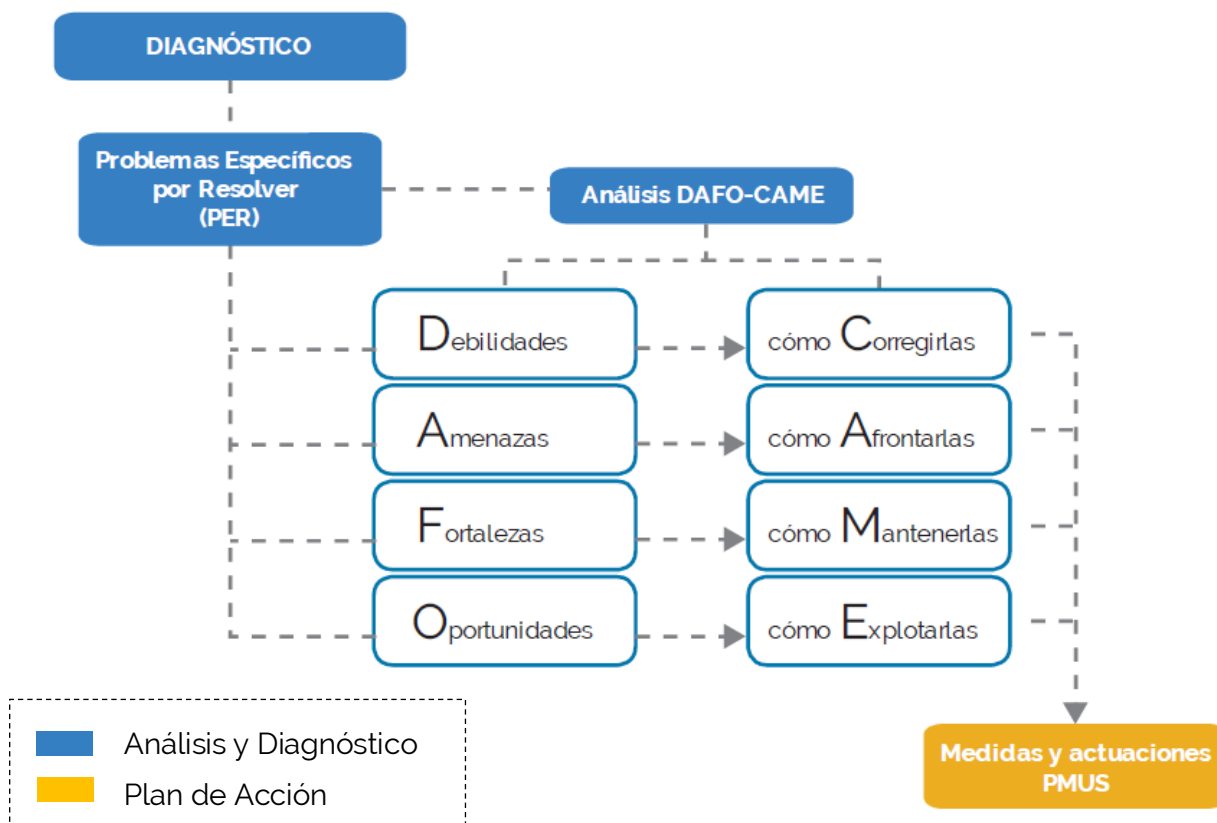 DIAGNÓSTICO
Problemas Específicos
por Resolver
(PER)
Análisis DAFO-CAME
Debilidades
cómo Corregirlas
Amenazas
cómo Afrontarlas
Fortalezas
cómo Mantenerlas
Oportunidades
cómo Explotarlas
Análisis y Diagnóstico
Plan de Acción
Medidas y actuaciones
PMUS